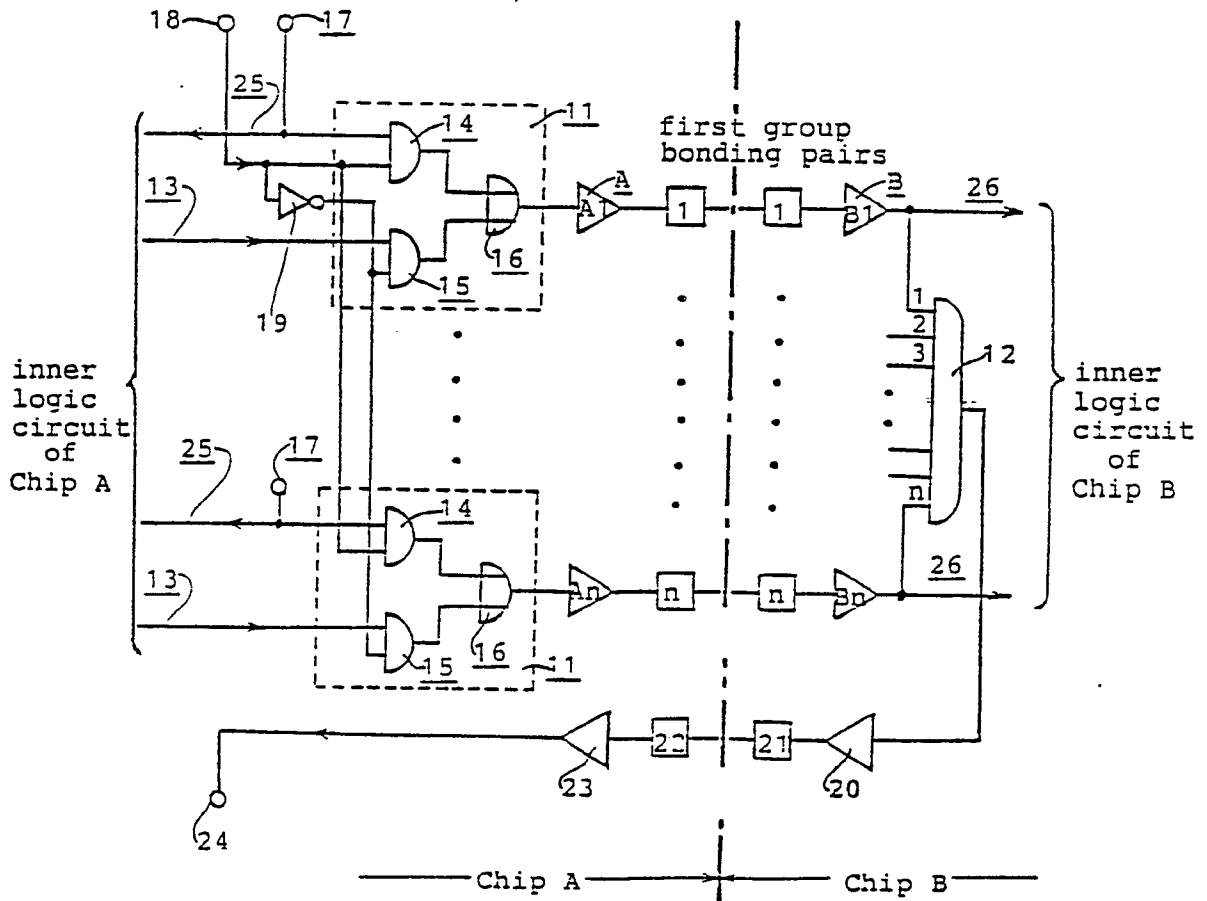 18
17
25
11
14
first group
bonding pairs
A
B
26
13
A1
1
1
B1
16
15
19
1
2
3
12
n
inner
logic
circuit
of
Chip A
inner
logic
circuit
of
Chip B
25
17
14
26
13
An
n
n
Bn
16
15
11
22
21
23
20
24
Chip A
Chip B